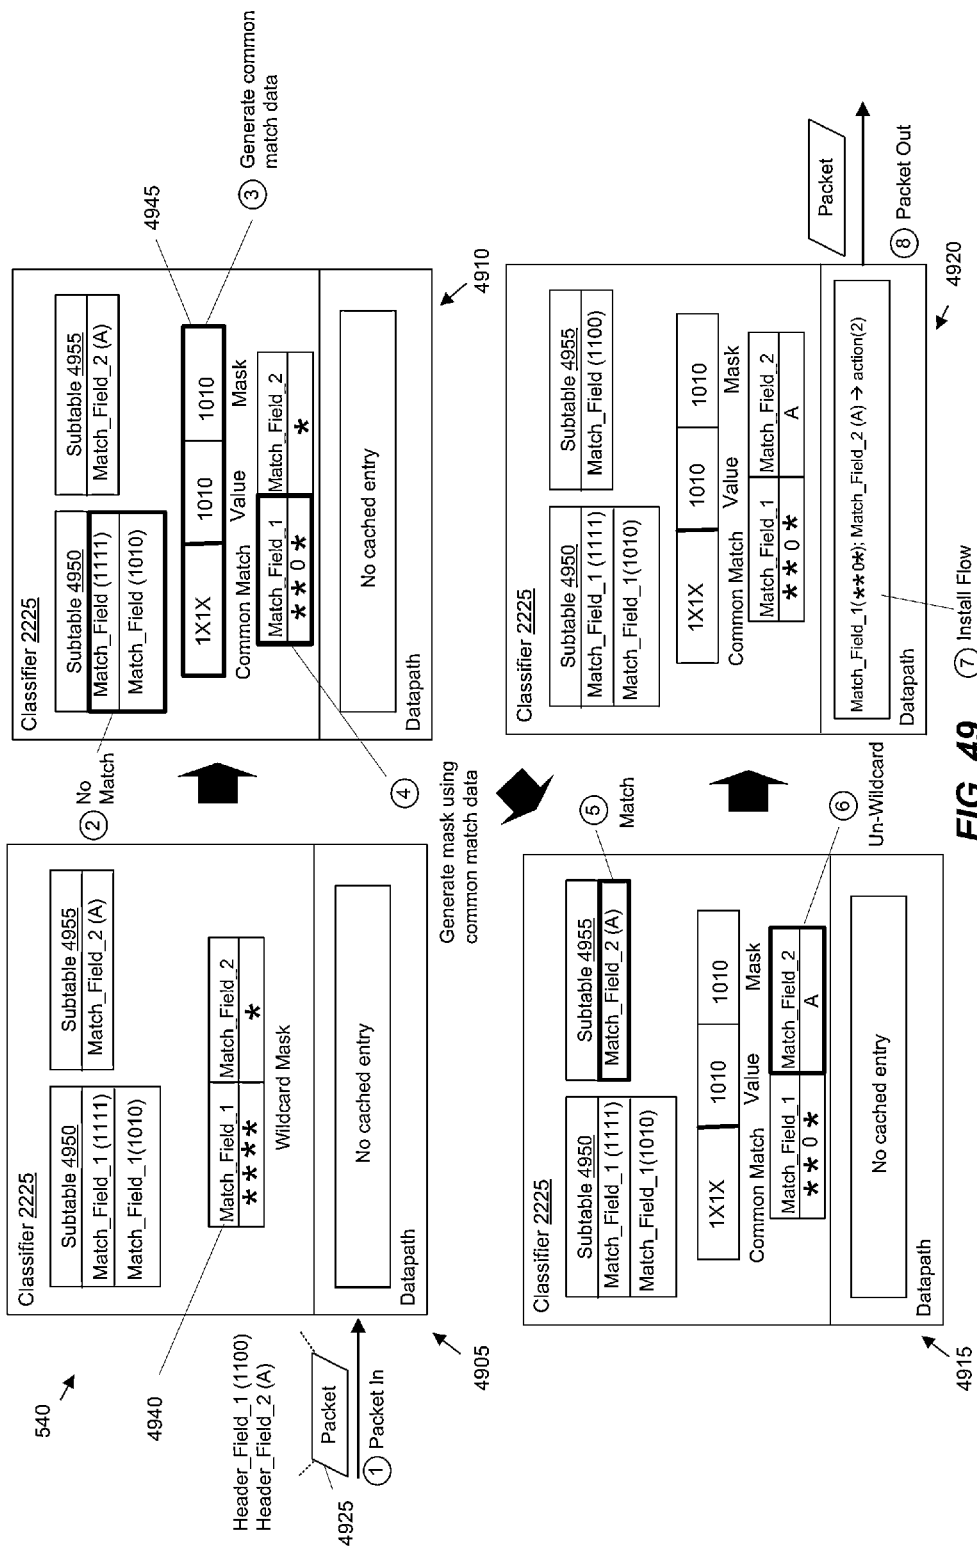 540
4940
Header_Field_1 (1100)
Header_Field_2 (A)
Packet
4925
1 Packet In
Classifier 2225
Subtable 4950
Match_Field_1 (1111)
Match_Field_1(1010)
Subtable 4955
Match_Field_2 (A)
Match_Field_1
Match_Field_2
****
*
Wildcard Mask
No cached entry
Datapath
4905
2 No
Match
Classifier 2225
Subtable 4950
Match_Field (1111)
Match_Field (1010)
Subtable 4955
Match_Field_2 (A)
4945
3 Generate common
match data
1X1X
1010
1010
Common Match
Value
Mask
Match_Field_1
Match_Field_2
**0*
*
No cached entry
Datapath
4910
4
Generate mask using
common match data
Classifier 2225
Subtable 4950
Match_Field_1 (1111)
Match_Field_1(1010)
Subtable 4955
Match_Field_2 (A)
5
Match
1X1X
1010
1010
Common Match
Value
Mask
Match_Field_1
Match_Field_2
**0*
A
6
Un-Wildcard
No cached entry
Datapath
4915
Classifier 2225
Subtable 4950
Match_Field_1 (1111)
Match_Field_1(1010)
Subtable 4955
Match_Field (1100)
1X1X
1010
1010
Common Match
Value
Mask
Match_Field_1
Match_Field_2
**0*
A
Match_Field_1(**0*); Match_Field_2 (A) → action(2)
Datapath
7 Install Flow
Packet
8 Packet Out
4920
FIG. 49